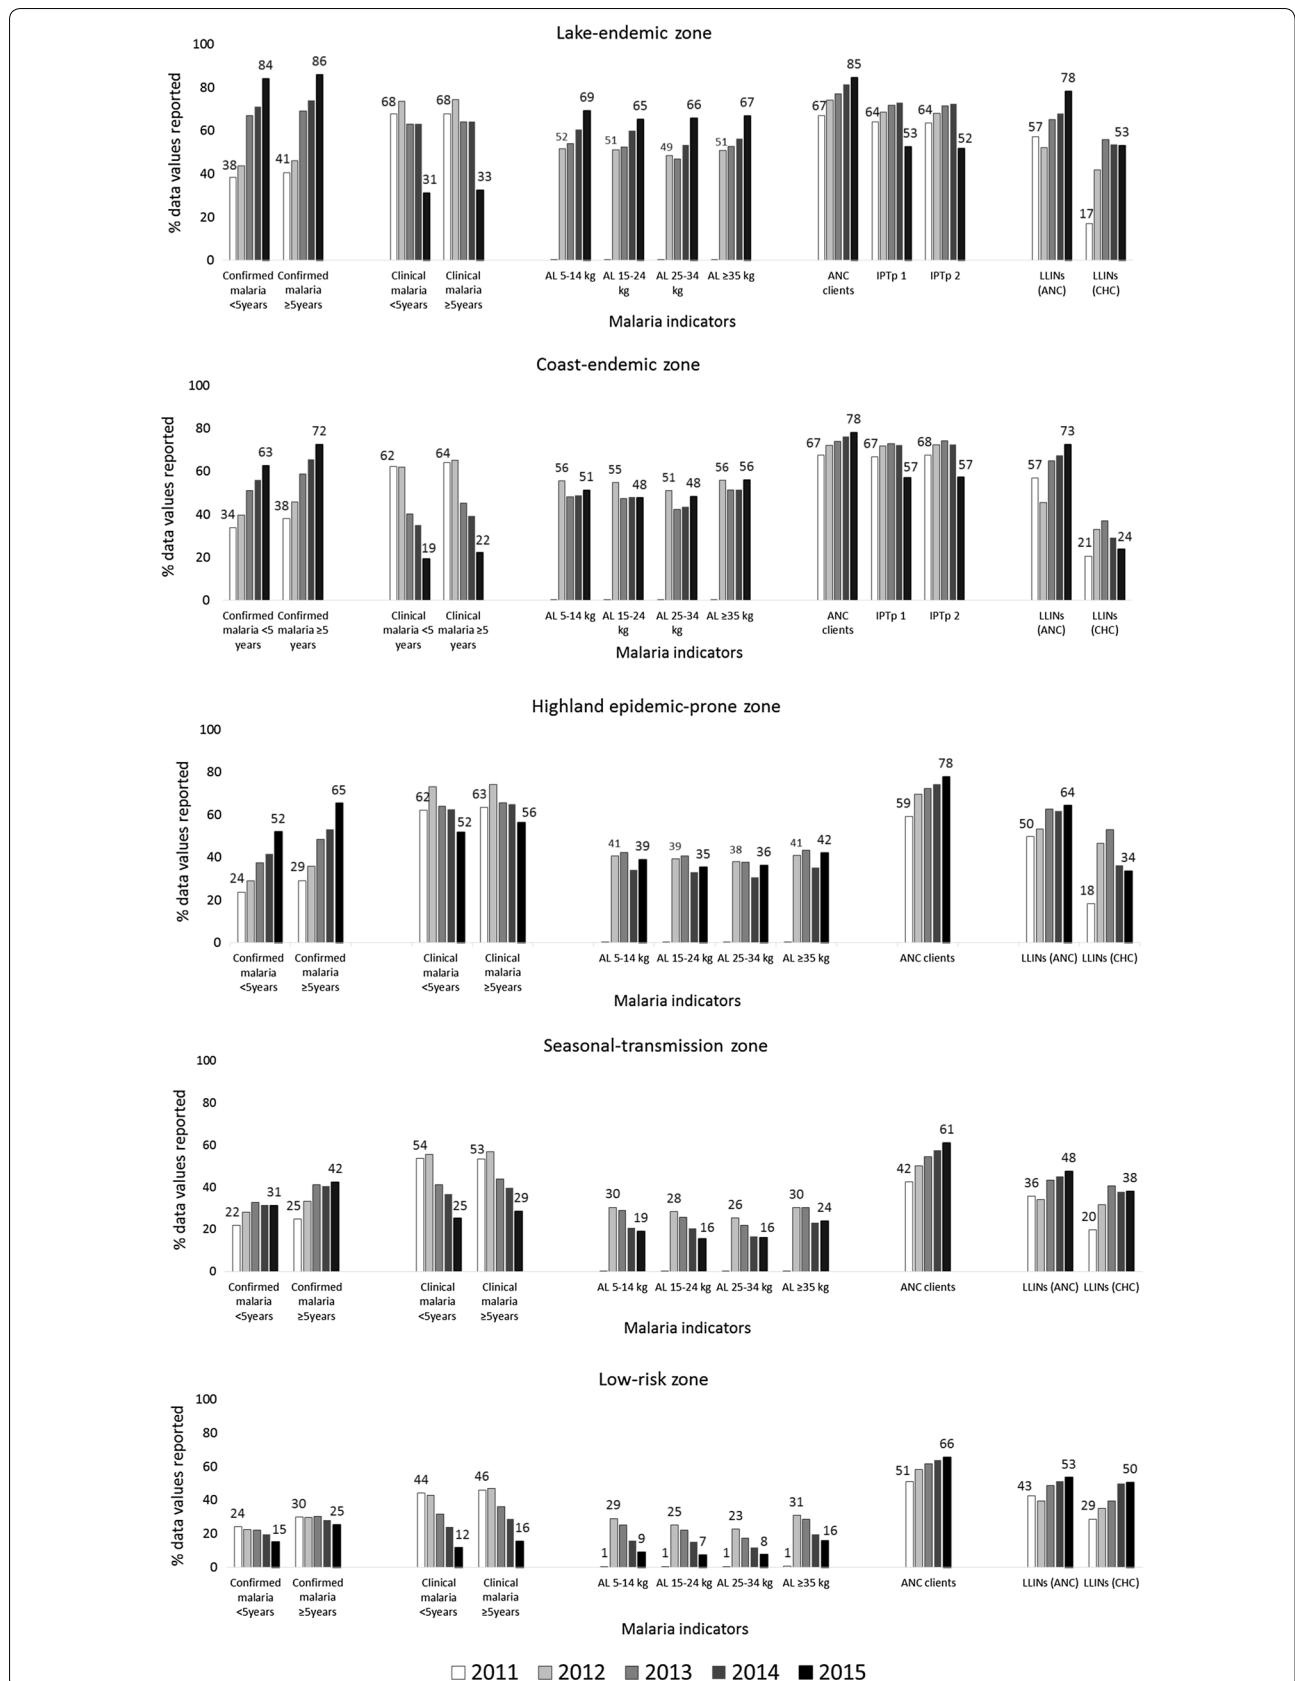 Lake-endemic zone
% data values reported
100
80
60
40
20
0
38 84 41 86 68 31 68 33 52 69 51 65 49 66 51 67 67 85 64 53 64 52 57 78 17 53
Confirmed malaria <5years
Confirmed malaria ≥5years
Clinical malaria <5years
Clinical malaria ≥5years
AL 5-14 kg
AL 15-24 kg
AL 25-34 kg
AL ≥35 kg
ANC clients
IPTp 1
IPTp 2
LLINs (ANC)
LLINs (CHC)
Malaria indicators
Coast-endemic zone
% data values reported
100
80
60
40
20
0
34 63 38 72 62 19 64 22 56 51 55 48 51 48 56 56 67 78 67 57 68 57 57 73 21 24
Confirmed malaria <5 years
Confirmed malaria ≥5 years
Clinical malaria <5 years
Clinical malaria ≥5 years
AL 5-14 kg
AL 15-24 kg
AL 25-34 kg
AL ≥35 kg
ANC clients
IPTp 1
IPTp 2
LLINs (ANC)
LLINs (CHC)
Malaria indicators
Highland epidemic-prone zone
% data values reported
100
80
60
40
20
0
24 52 29 65 62 52 63 56 41 39 39 35 38 36 41 42 59 78 50 64 18 34
Confirmed malaria <5years
Confirmed malaria ≥5years
Clinical malaria <5years
Clinical malaria ≥5years
AL 5-14 kg
AL 15-24 kg
AL 25-34 kg
AL ≥35 kg
ANC clients
LLINs (ANC)
LLINs (CHC)
Malaria indicators
Seasonal-transmission zone
% data values reported
100
80
60
40
20
0
22 31 25 42 54 25 53 29 30 19 28 16 26 16 30 24 42 61 36 48 20 38
Confirmed malaria <5years
Confirmed malaria ≥5years
Clinical malaria <5years
Clinical malaria ≥5years
AL 5-14 kg
AL 15-24 kg
AL 25-34 kg
AL ≥35 kg
ANC clients
LLINs (ANC)
LLINs (CHC)
Malaria indicators
Low-risk zone
% data values reported
100
80
60
40
20
0
24 15 30 25 44 12 46 16 1 29 9 1 25 7 1 23 8 1 31 16 51 66 43 53 29 50
Confirmed malaria <5years
Confirmed malaria ≥5years
Clinical malaria <5years
Clinical malaria ≥5years
AL 5-14 kg
AL 15-24 kg
AL 25-34 kg
AL ≥35 kg
ANC clients
LLINs (ANC)
LLINs (CHC)
Malaria indicators
2011 2012 2013 2014 2015